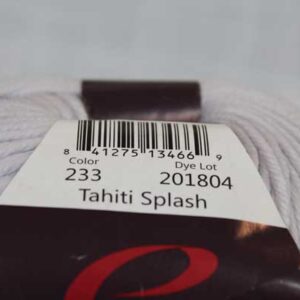 8 41275 13466 9
Color Dye Lot
233 201804
Tahiti Splash
e